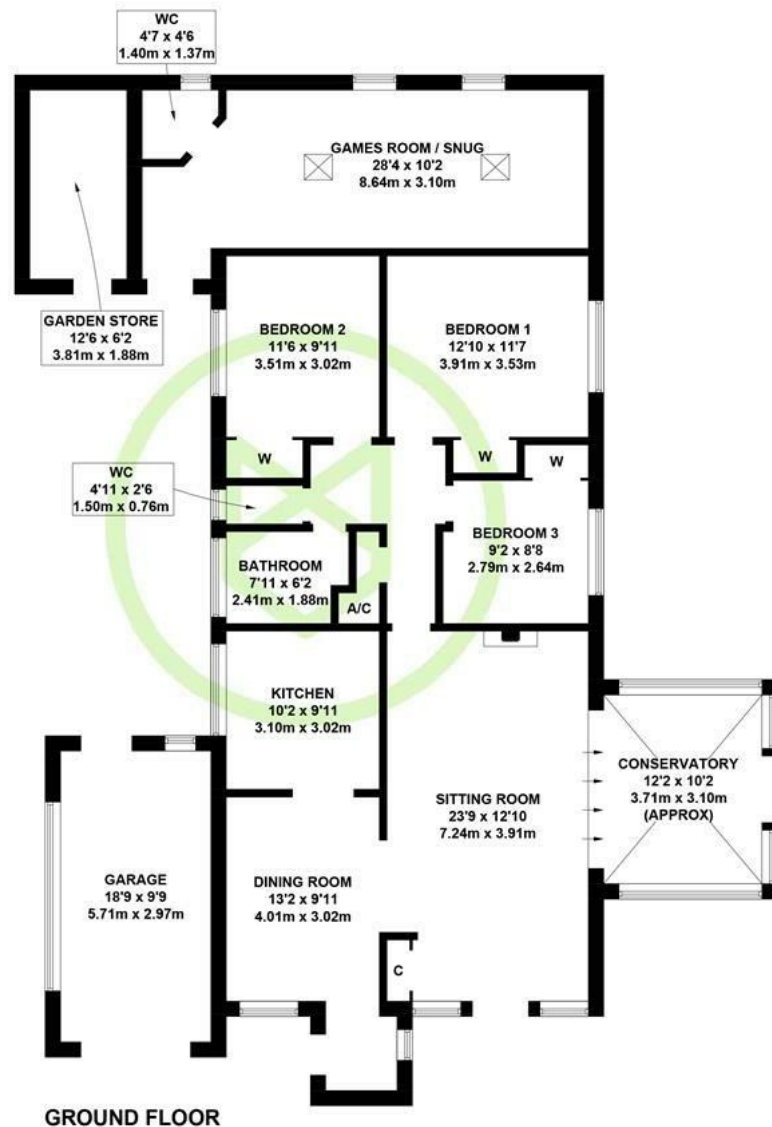 WC
4'7 x 4'6
1.40m x 1.37m
GAMES ROOM / SNUG
28'4 x 10'2
8.64m x 3.10m
GARDEN STORE
12'6 x 6'2
3.81m x 1.88m
BEDROOM 2
11'6 x 9'11
3.51m x 3.02m
BEDROOM 1
12'10 x 11'7
3.91m x 3.53m
W
W
W
WC
4'11 x 2'6
1.50m x 0.76m
BEDROOM 3
9'2 x 8'8
2.79m x 2.64m
BATHROOM
7'11 x 6'2
2.41m x 1.88m
A/C
KITCHEN
10'2 x 9'11
3.10m x 3.02m
SITTING ROOM
23'9 x 12'10
7.24m x 3.91m
CONSERVATORY
12'2 x 10'2
3.71m x 3.10m
(APPROX)
GARAGE
18'9 x 9'9
5.71m x 2.97m
DINING ROOM
13'2 x 9'11
4.01m x 3.02m
C
GROUND FLOOR